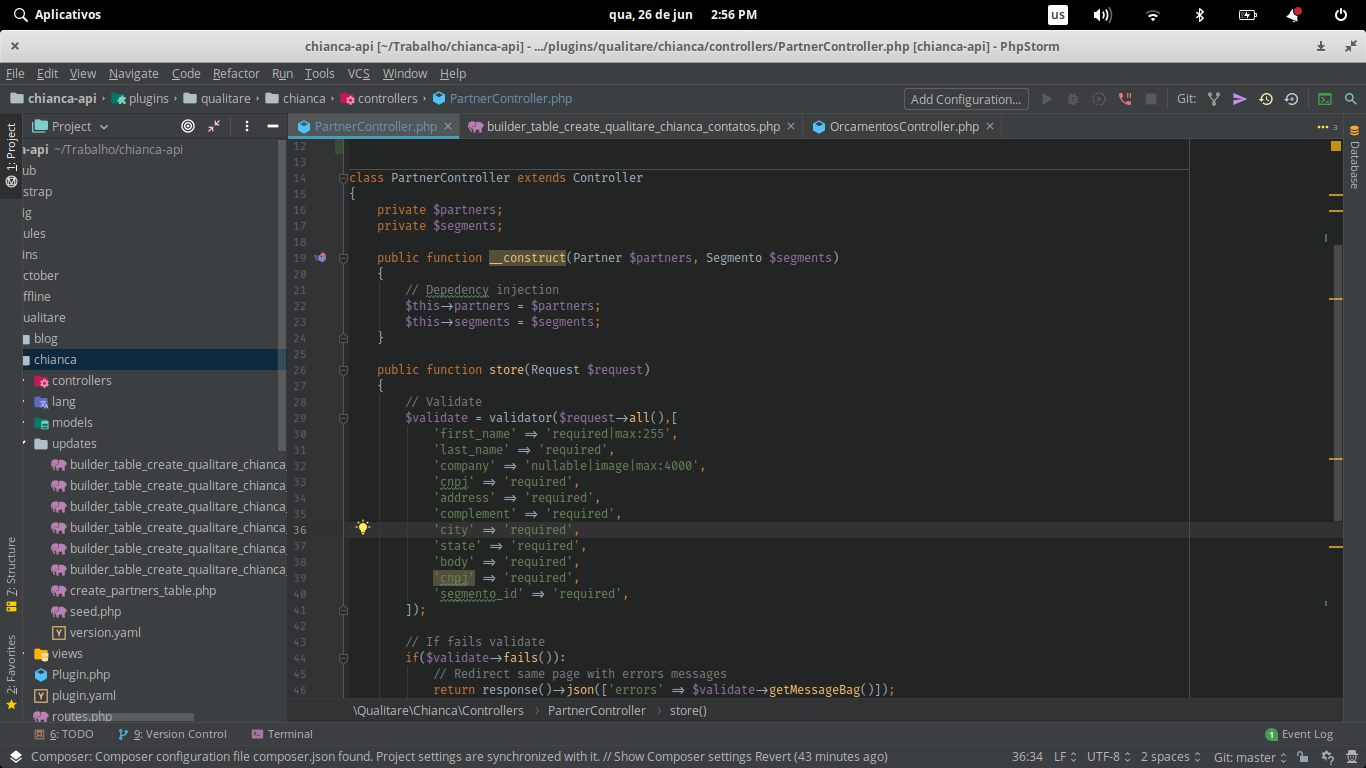 Aplicativos qua, 26 de jun 2:56 PM us
chianca-api [~/Trabalho/chianca-api] - .../plugins/qualitare/chianca/controllers/PartnerController.php [chianca-api] - PhpStorm
File Edit View Navigate Code Refactor Run Tools VCS Window Help
chianca-api plugins qualitare chianca controllers PartnerController.php Add Configuration... Git:
Project
PartnerController.php builder_table_create_qualitare_chianca_contatos.php OrcamentosController.php 3
1: Project
7: Structure
2: Favorites
Database
a-api ~/Trabalho/chianca-api
ub
strap
ig
ules
ins
ctober
ffline
ualitare
blog
chianca
controllers
lang
models
updates
builder_table_create_qualitare_chianca_
builder_table_create_qualitare_chianca_
builder_table_create_qualitare_chianca_
builder_table_create_qualitare_chianca_
builder_table_create_qualitare_chianca_
builder_table_create_qualitare_chianca_
create_partners_table.php
seed.php
version.yaml
views
Plugin.php
plugin.yaml
routes.php
12
13
14 class PartnerController extends Controller
15 {
16 private $partners;
17 private $segments;
18
19 public function __construct(Partner $partners, Segmento $segments)
20 {
21 // Depedency injection
22 $this->partners = $partners;
23 $this->segments = $segments;
24 }
25
26 public function store(Request $request)
27 {
28 // Validate
29 $validate = validator($request->all(),[
30 'first_name' => 'required|max:255',
31 'last_name' => 'required',
32 'company' => 'nullable|image|max:4000',
33 'cnpj' => 'required',
34 'address' => 'required',
35 'complement' => 'required',
36 'city' => 'required',
37 'state' => 'required',
38 'body' => 'required',
39 'cnpj' => 'required',
40 'segmento_id' => 'required',
41 ]);
42
43 // If fails validate
44 if($validate->fails()):
45 // Redirect same page with errors messages
46 return response()->json(['errors' => $validate->getMessageBag()]);
\Qualitare\Chianca\Controllers PartnerController store()
6: TODO 9: Version Control Terminal 1 Event Log
Composer: Composer configuration file composer.json found. Project settings are synchronized with it. // Show Composer settings Revert (43 minutes ago) 36:34 LF UTF-8 2 spaces Git: master